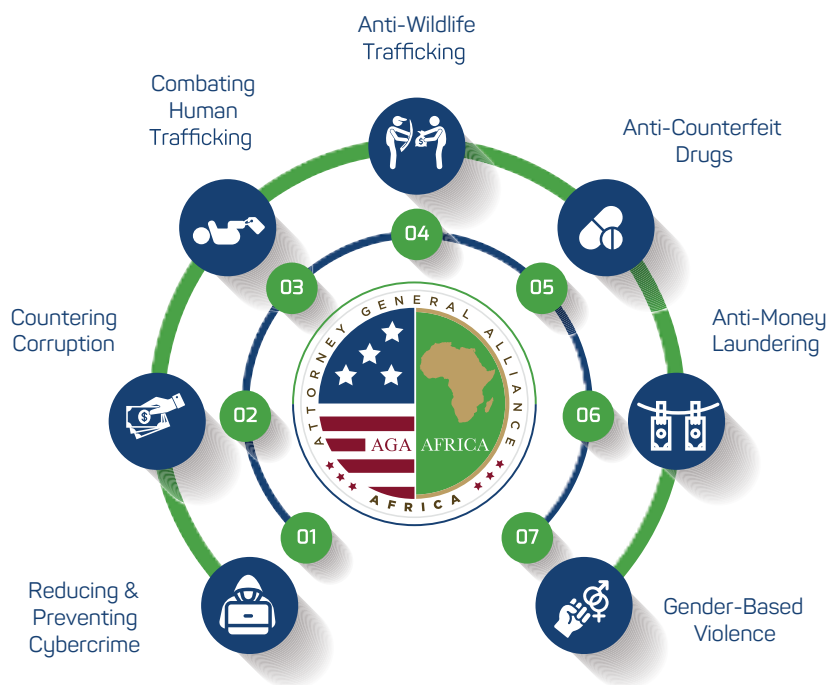 Anti-Wildlife
Trafficking
Combating
Human
Trafficking
Anti-Counterfeit
Drugs
04
03
05
ATTORNEY GENERAL ALLIANCE
Countering
Corruption
Anti-Money
Laundering
02
06
AGA
AFRICA
AFRICA
01
07
Reducing &
Preventing
Cybercrime
Gender-Based
Violence